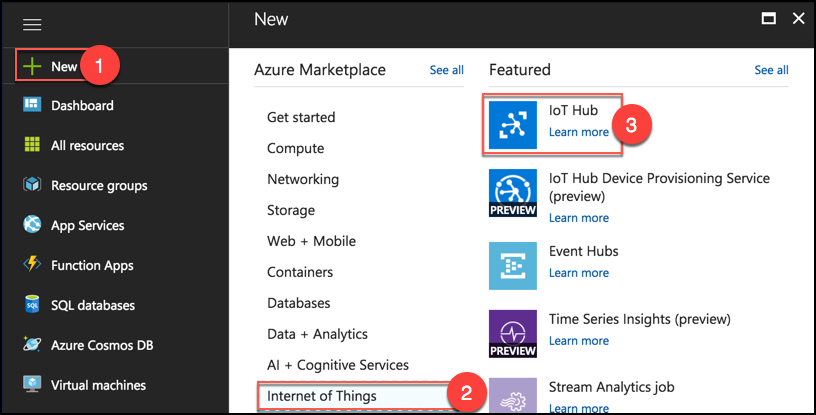 New
1
Dashboard
All resources
Resource groups
App Services
Function Apps
SQL
SQL databases
Azure Cosmos DB
Virtual machines
New
Azure Marketplace
See all
Get started
Compute
Networking
Storage
Web + Mobile
Containers
Databases
Data + Analytics
AI + Cognitive Services
Internet of Things
2
Featured
See all
IoT Hub
Learn more
3
IoT Hub Device Provisioning Service
(preview)
PREVIEW
Learn more
Event Hubs
Learn more
Time Series Insights (preview)
PREVIEW
Learn more
Stream Analytics job
Learn more